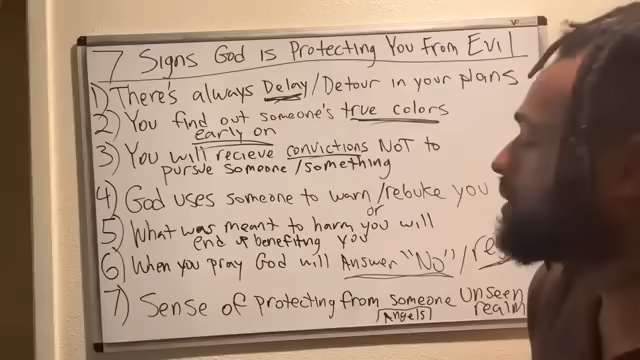 7 Signs God is Protecting You From Evil
1) There's always Delay/Detour in your plans
2) You find out someone's true colors
early on
3) You will recieve convictions NOT to
pursue someone/something
4) God uses someone to warn/rebuke you
or
5) What was meant to harm you will
end up benefitng you
6) When you pray God will Answer "No"/
7) Sense of protecting from someone Unseen
[Angels] realm